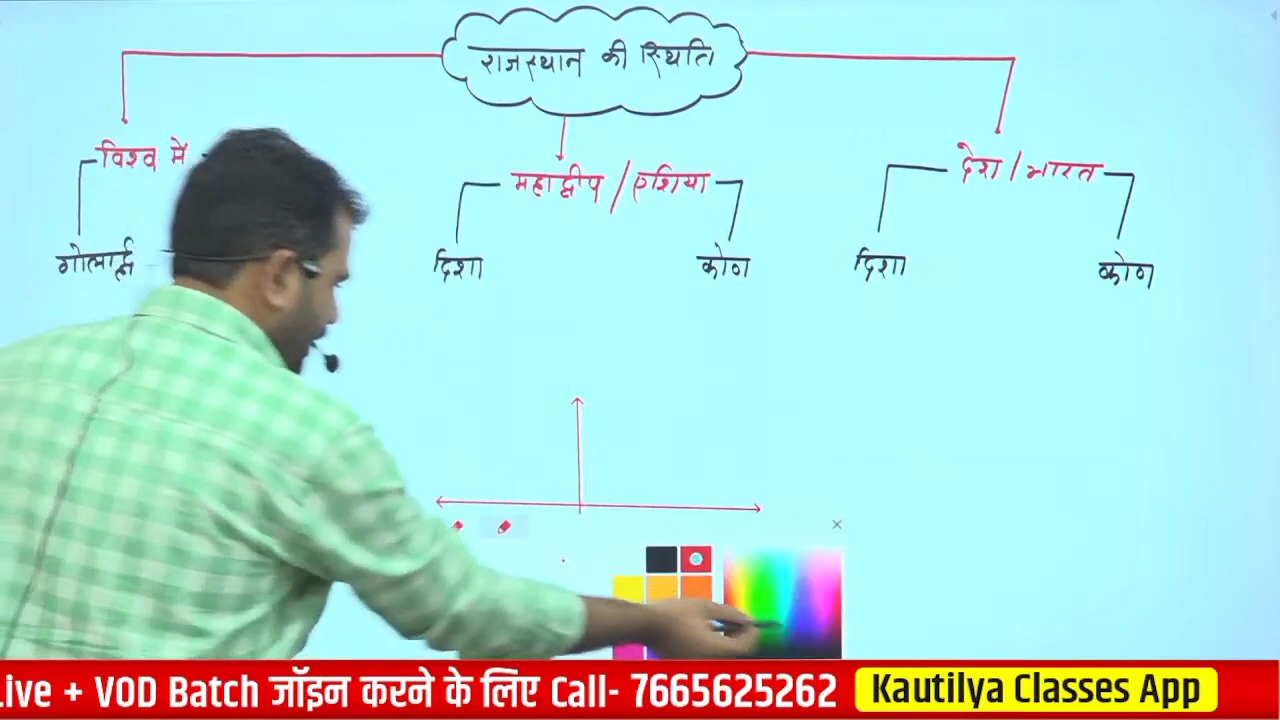 राजस्थान की स्थिति
विश्व में
महाद्वीप / एशिया
देश / भारत
गोलार्द्ध
दिशा
कोण
दिशा
कोण
Live + VOD Batch जॉइन करने के लिए Call- 7665625262
Kautilya Classes App